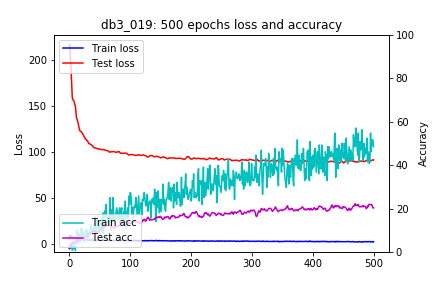 db3_019: 500 epochs loss and accuracy
Train loss
Test loss
Train acc
Test acc
Loss
200
150
100
50
0
Accuracy
100
80
60
40
20
0
0 100 200 300 400 500